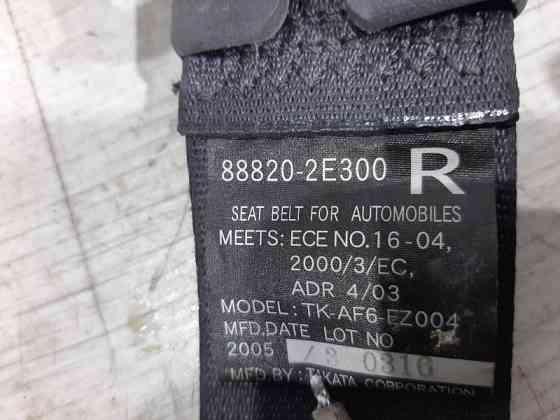 88820-2E300 R
SEAT BELT FOR AUTOMOBILES
MEETS: ECE NO.16-04,
2000/3/EC,
ADR 4/03
MODEL: TK-AF6-EZ004
MFD.DATE LOT NO
2005 0316
MFD BY: TAKATA CORPORATION